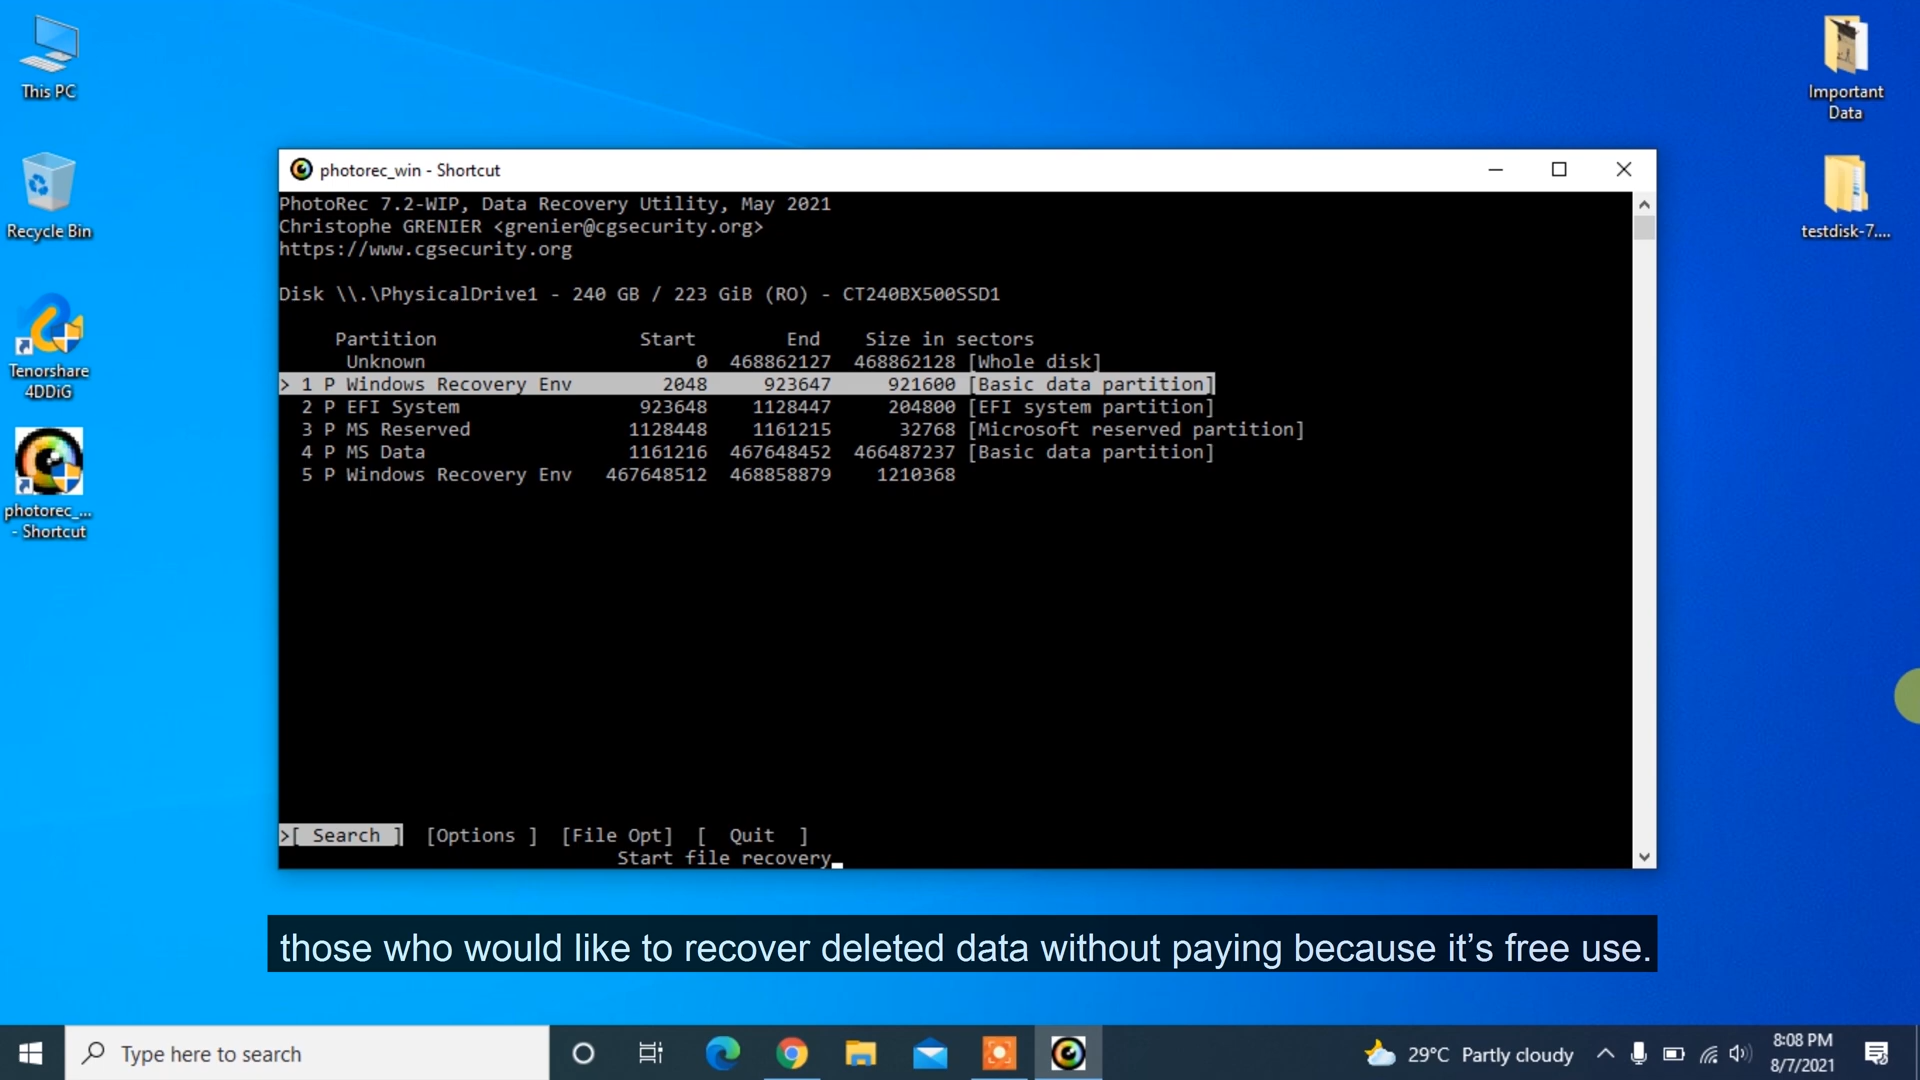 This PC
Recycle Bin
Tenorshare
4DDiG
photorec_...
- Shortcut
Important
Data
testdisk-7....
photorec_win - Shortcut
PhotoRec 7.2-WIP, Data Recovery Utility, May 2021
Christophe GRENIER <grenier@cgsecurity.org>
https://www.cgsecurity.org
Disk \\.\PhysicalDrive1 - 240 GB / 223 GiB (RO) - CT240BX500SSD1
Partition Start End Size in sectors
Unknown 0 468862127 468862128 [Whole disk]
> 1 P Windows Recovery Env 2048 923647 921600 [Basic data partition]
2 P EFI System 923648 1128447 204800 [EFI system partition]
3 P MS Reserved 1128448 1161215 32768 [Microsoft reserved partition]
4 P MS Data 1161216 467648452 466487237 [Basic data partition]
5 P Windows Recovery Env 467648512 468858879 1210368
>[ Search ] [Options ] [File Opt] [ Quit ]
Start file recovery_
those who would like to recover deleted data without paying because it’s free use.
Type here to search
29°C Partly cloudy
8:08 PM
8/7/2021